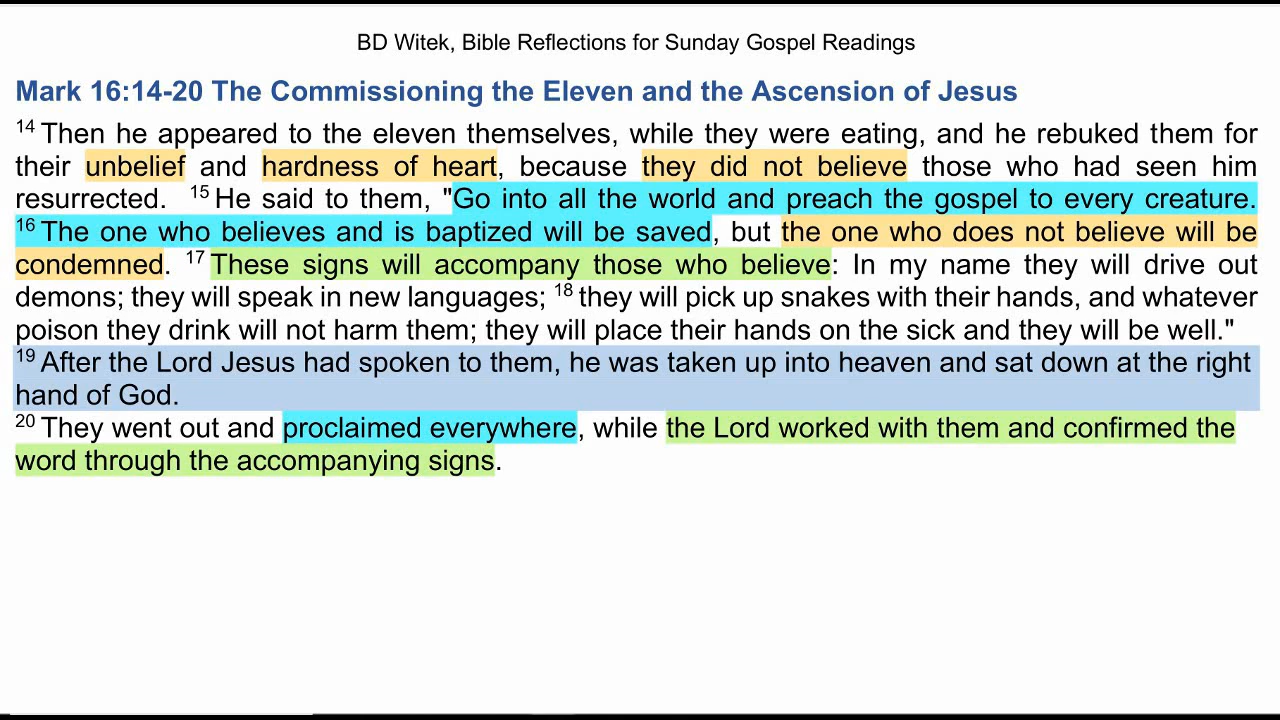 BD Witek, Bible Reflections for Sunday Gospel Readings
Mark 16:14-20 The Commissioning the Eleven and the Ascension of Jesus
14 Then he appeared to the eleven themselves, while they were eating, and he rebuked them for
their unbelief and hardness of heart, because they did not believe those who had seen him
resurrected. 15 He said to them, "Go into all the world and preach the gospel to every creature.
16 The one who believes and is baptized will be saved, but the one who does not believe will be
condemned. 17 These signs will accompany those who believe: In my name they will drive out
demons; they will speak in new languages; 18 they will pick up snakes with their hands, and whatever
poison they drink will not harm them; they will place their hands on the sick and they will be well."
19 After the Lord Jesus had spoken to them, he was taken up into heaven and sat down at the right
hand of God.
20 They went out and proclaimed everywhere, while the Lord worked with them and confirmed the
word through the accompanying signs.